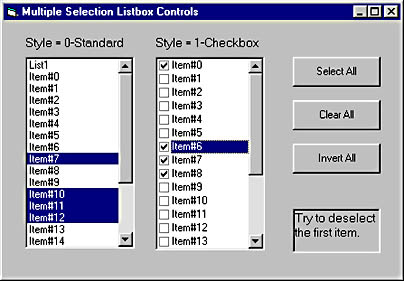 Multiple Selection Listbox Controls
Style = 0-Standard
List1
Item#0
Item#1
Item#2
Item#3
Item#4
Item#5
Item#6
Item#7
Item#8
Item#9
Item#10
Item#11
Item#12
Item#13
Item#14
Style = 1-Checkbox
Item#0
Item#1
Item#2
Item#3
Item#4
Item#5
Item#6
Item#7
Item#8
Item#9
Item#10
Item#11
Item#12
Item#13
Select All
Clear All
Invert All
Try to deselect
the first item.